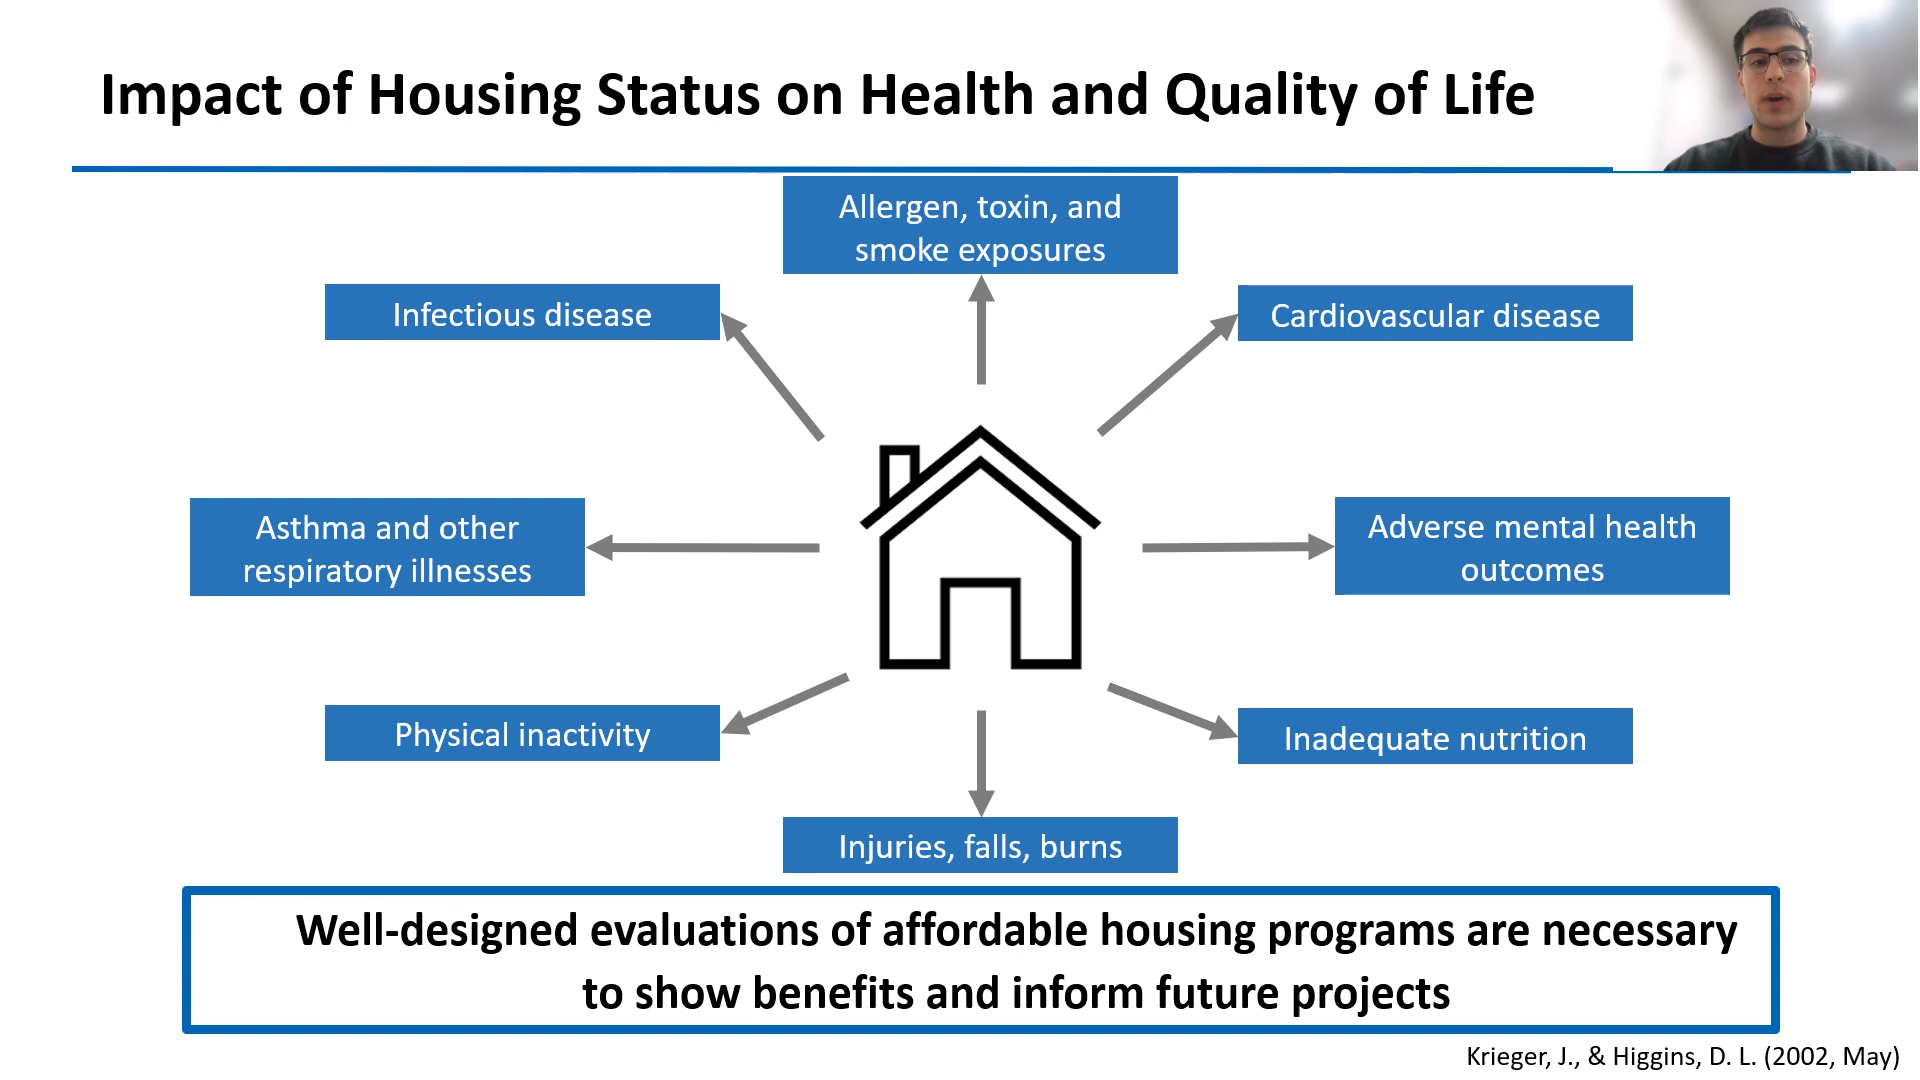 Impact of Housing Status on Health and Quality of Life
Allergen, toxin, and
smoke exposures
Infectious disease
Cardiovascular disease
Asthma and other
respiratory illnesses
Adverse mental health
outcomes
Physical inactivity
Inadequate nutrition
Injuries, falls, burns
Well-designed evaluations of affordable housing programs are necessary
to show benefits and inform future projects
Krieger, J., & Higgins, D. L. (2002, May)